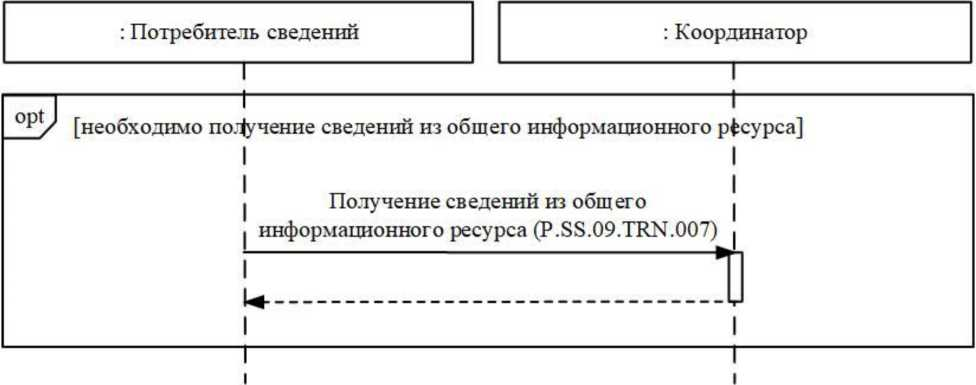 : Потребитель сведений
: Координатор
opt
[необходимо получение сведений из общего информационного ресурса]
Получение сведений из общего
информационного ресурса (P.SS.09.TRN.007)